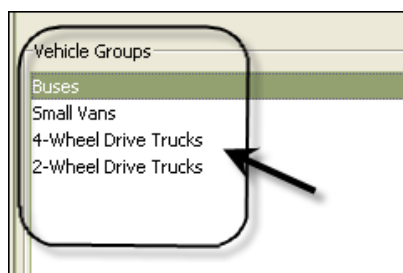 Vehicle Groups
Buses
Small Vans
4-Wheel Drive Trucks
2-Wheel Drive Trucks